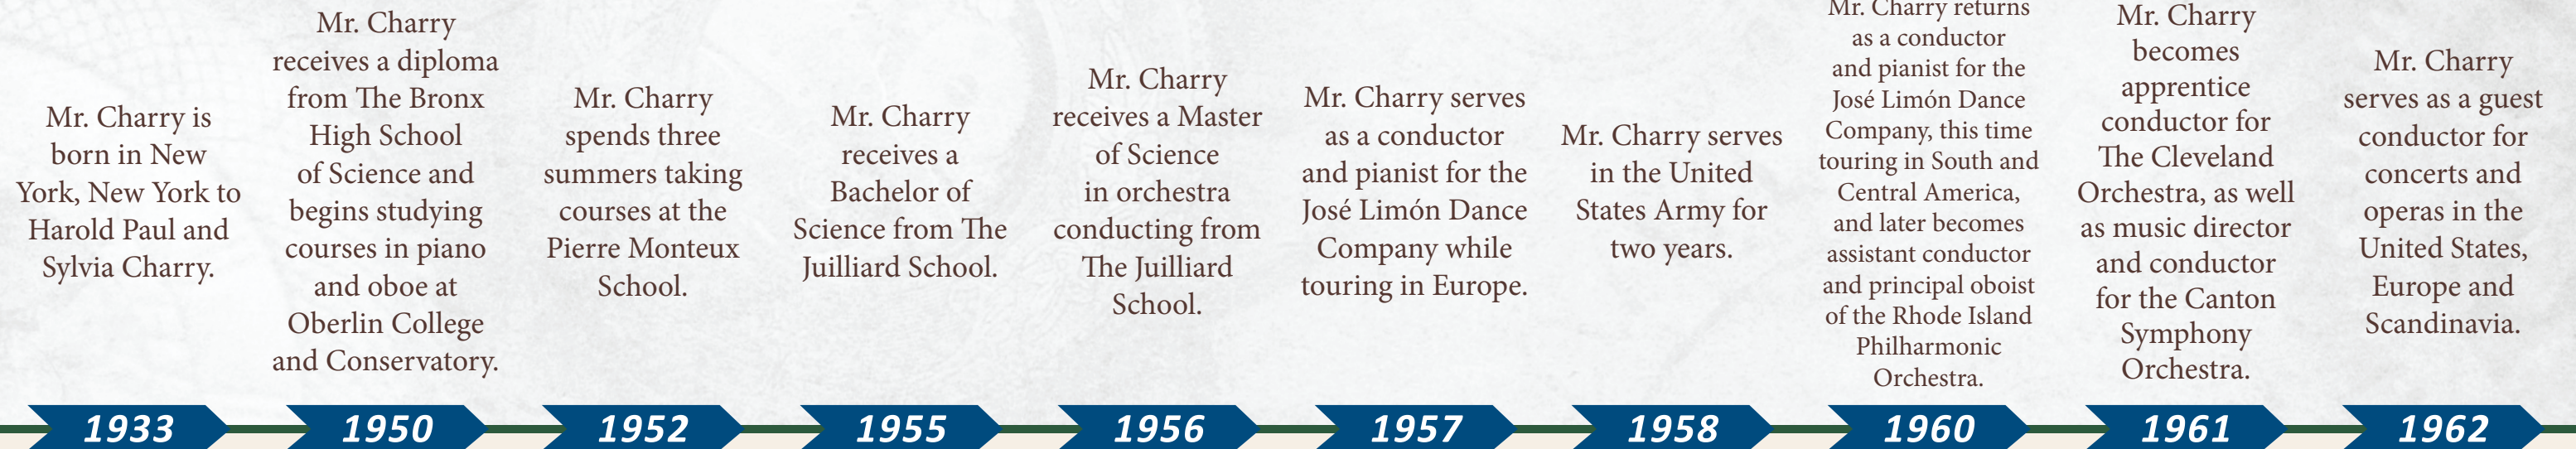 Mr. Charry is
born in New
York, New York to
Harold Paul and
Sylvia Charry.
1933
Mr. Charry
receives a diploma
from The Bronx
High School
of Science and
begins studying
courses in piano
and oboe at
Oberlin College
and Conservatory.
1950
Mr. Charry
spends three
summers taking
courses at the
Pierre Monteux
School.
1952
Mr. Charry
receives a
Bachelor of
Science from The
Juilliard School.
1955
Mr. Charry
receives a Master
of Science
in orchestra
conducting from
The Juilliard
School.
1956
Mr. Charry serves
as a conductor
and pianist for the
José Limón Dance
Company while
touring in Europe.
1957
Mr. Charry serves
in the United
States Army for
two years.
1958
Mr. Charry returns
as a conductor
and pianist for the
José Limón Dance
Company, this time
touring in South and
Central America,
and later becomes
assistant conductor
and principal oboist
of the Rhode Island
Philharmonic
Orchestra.
1960
Mr. Charry
becomes
apprentice
conductor for
The Cleveland
Orchestra, as well
as music director
and conductor
for the Canton
Symphony
Orchestra.
1961
Mr. Charry
serves as a guest
conductor for
concerts and
operas in the
United States,
Europe and
Scandinavia.
1962